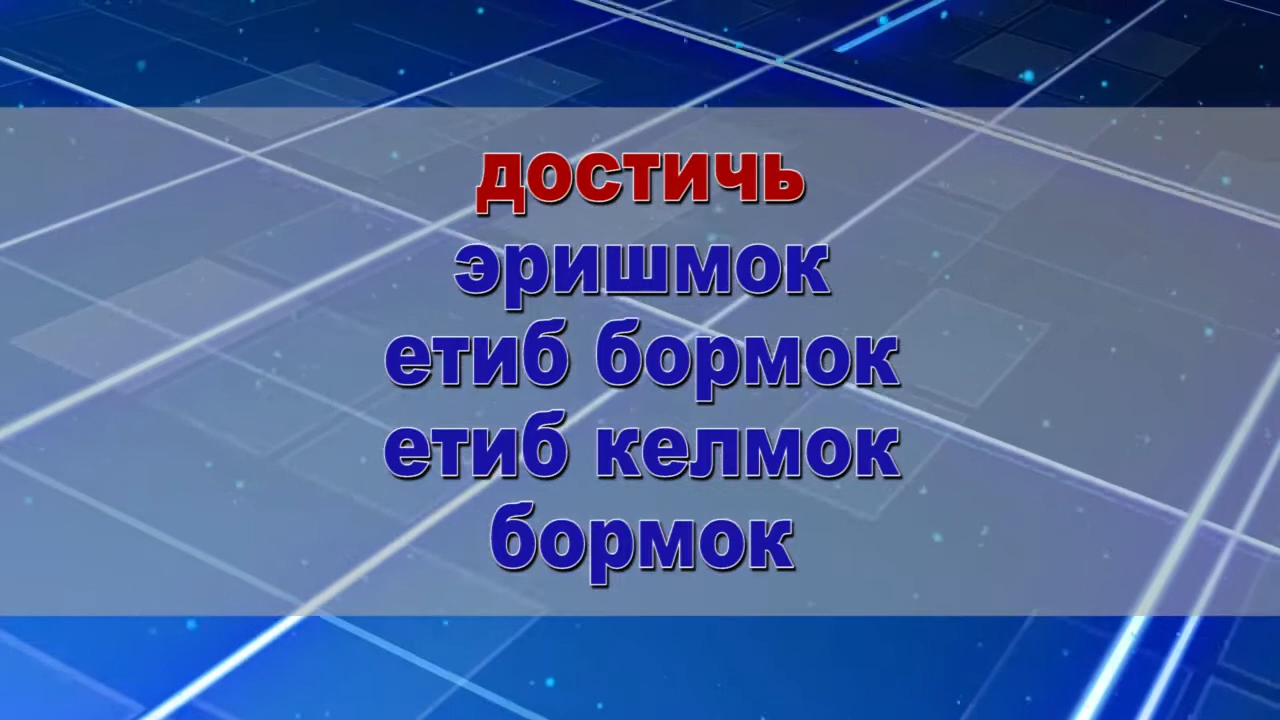 достичь
эришмок
етиб бормок
етиб келмок
бормок